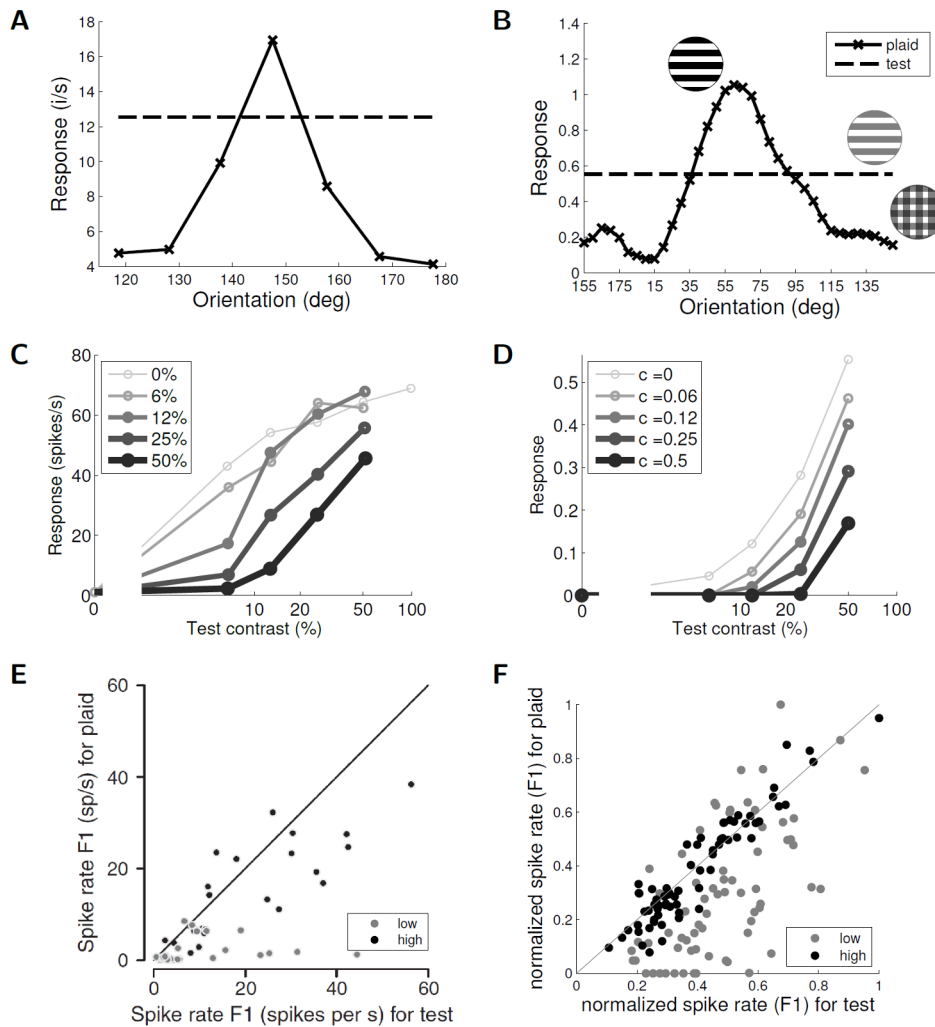 A
18
16
14
12
10
8
6
4
Response (i/s)
120 130 140 150 160 170 180
Orientation (deg)
B
1.4
1.2
1
0.8
0.6
0.4
0.2
0
Response
plaid
test
155 175 15 35 55 75 95 115 135
Orientation (deg)
C
80
60
40
20
0
Response (spikes/s)
0%
6%
12%
25%
50%
0 10 20 50 100
Test contrast (%)
D
0.5
0.4
0.3
0.2
0.1
0
Response
c =0
c =0.06
c =0.12
c =0.25
c =0.5
0 10 20 50 100
Test contrast (%)
E
60
40
20
0
Spike rate F1 (sp/s) for plaid
low
high
0 20 40 60
Spike rate F1 (spikes per s) for test
F
1
0.8
0.6
0.4
0.2
0
normalized spike rate (F1) for plaid
low
high
0 0.2 0.4 0.6 0.8 1
normalized spike rate (F1) for test